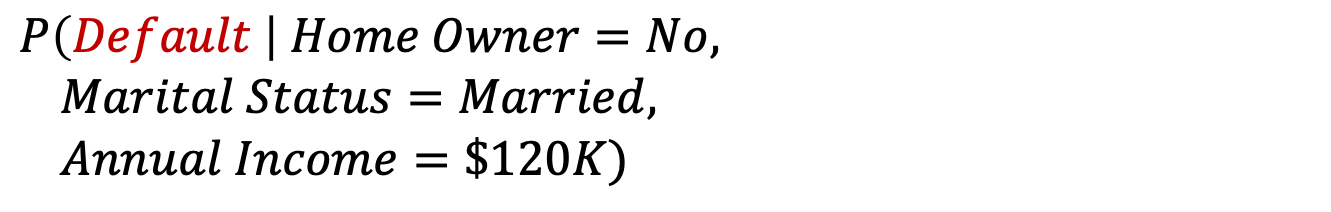 P(Default | Home Owner = No,
Marital Status = Married,
Annual Income = $120K)